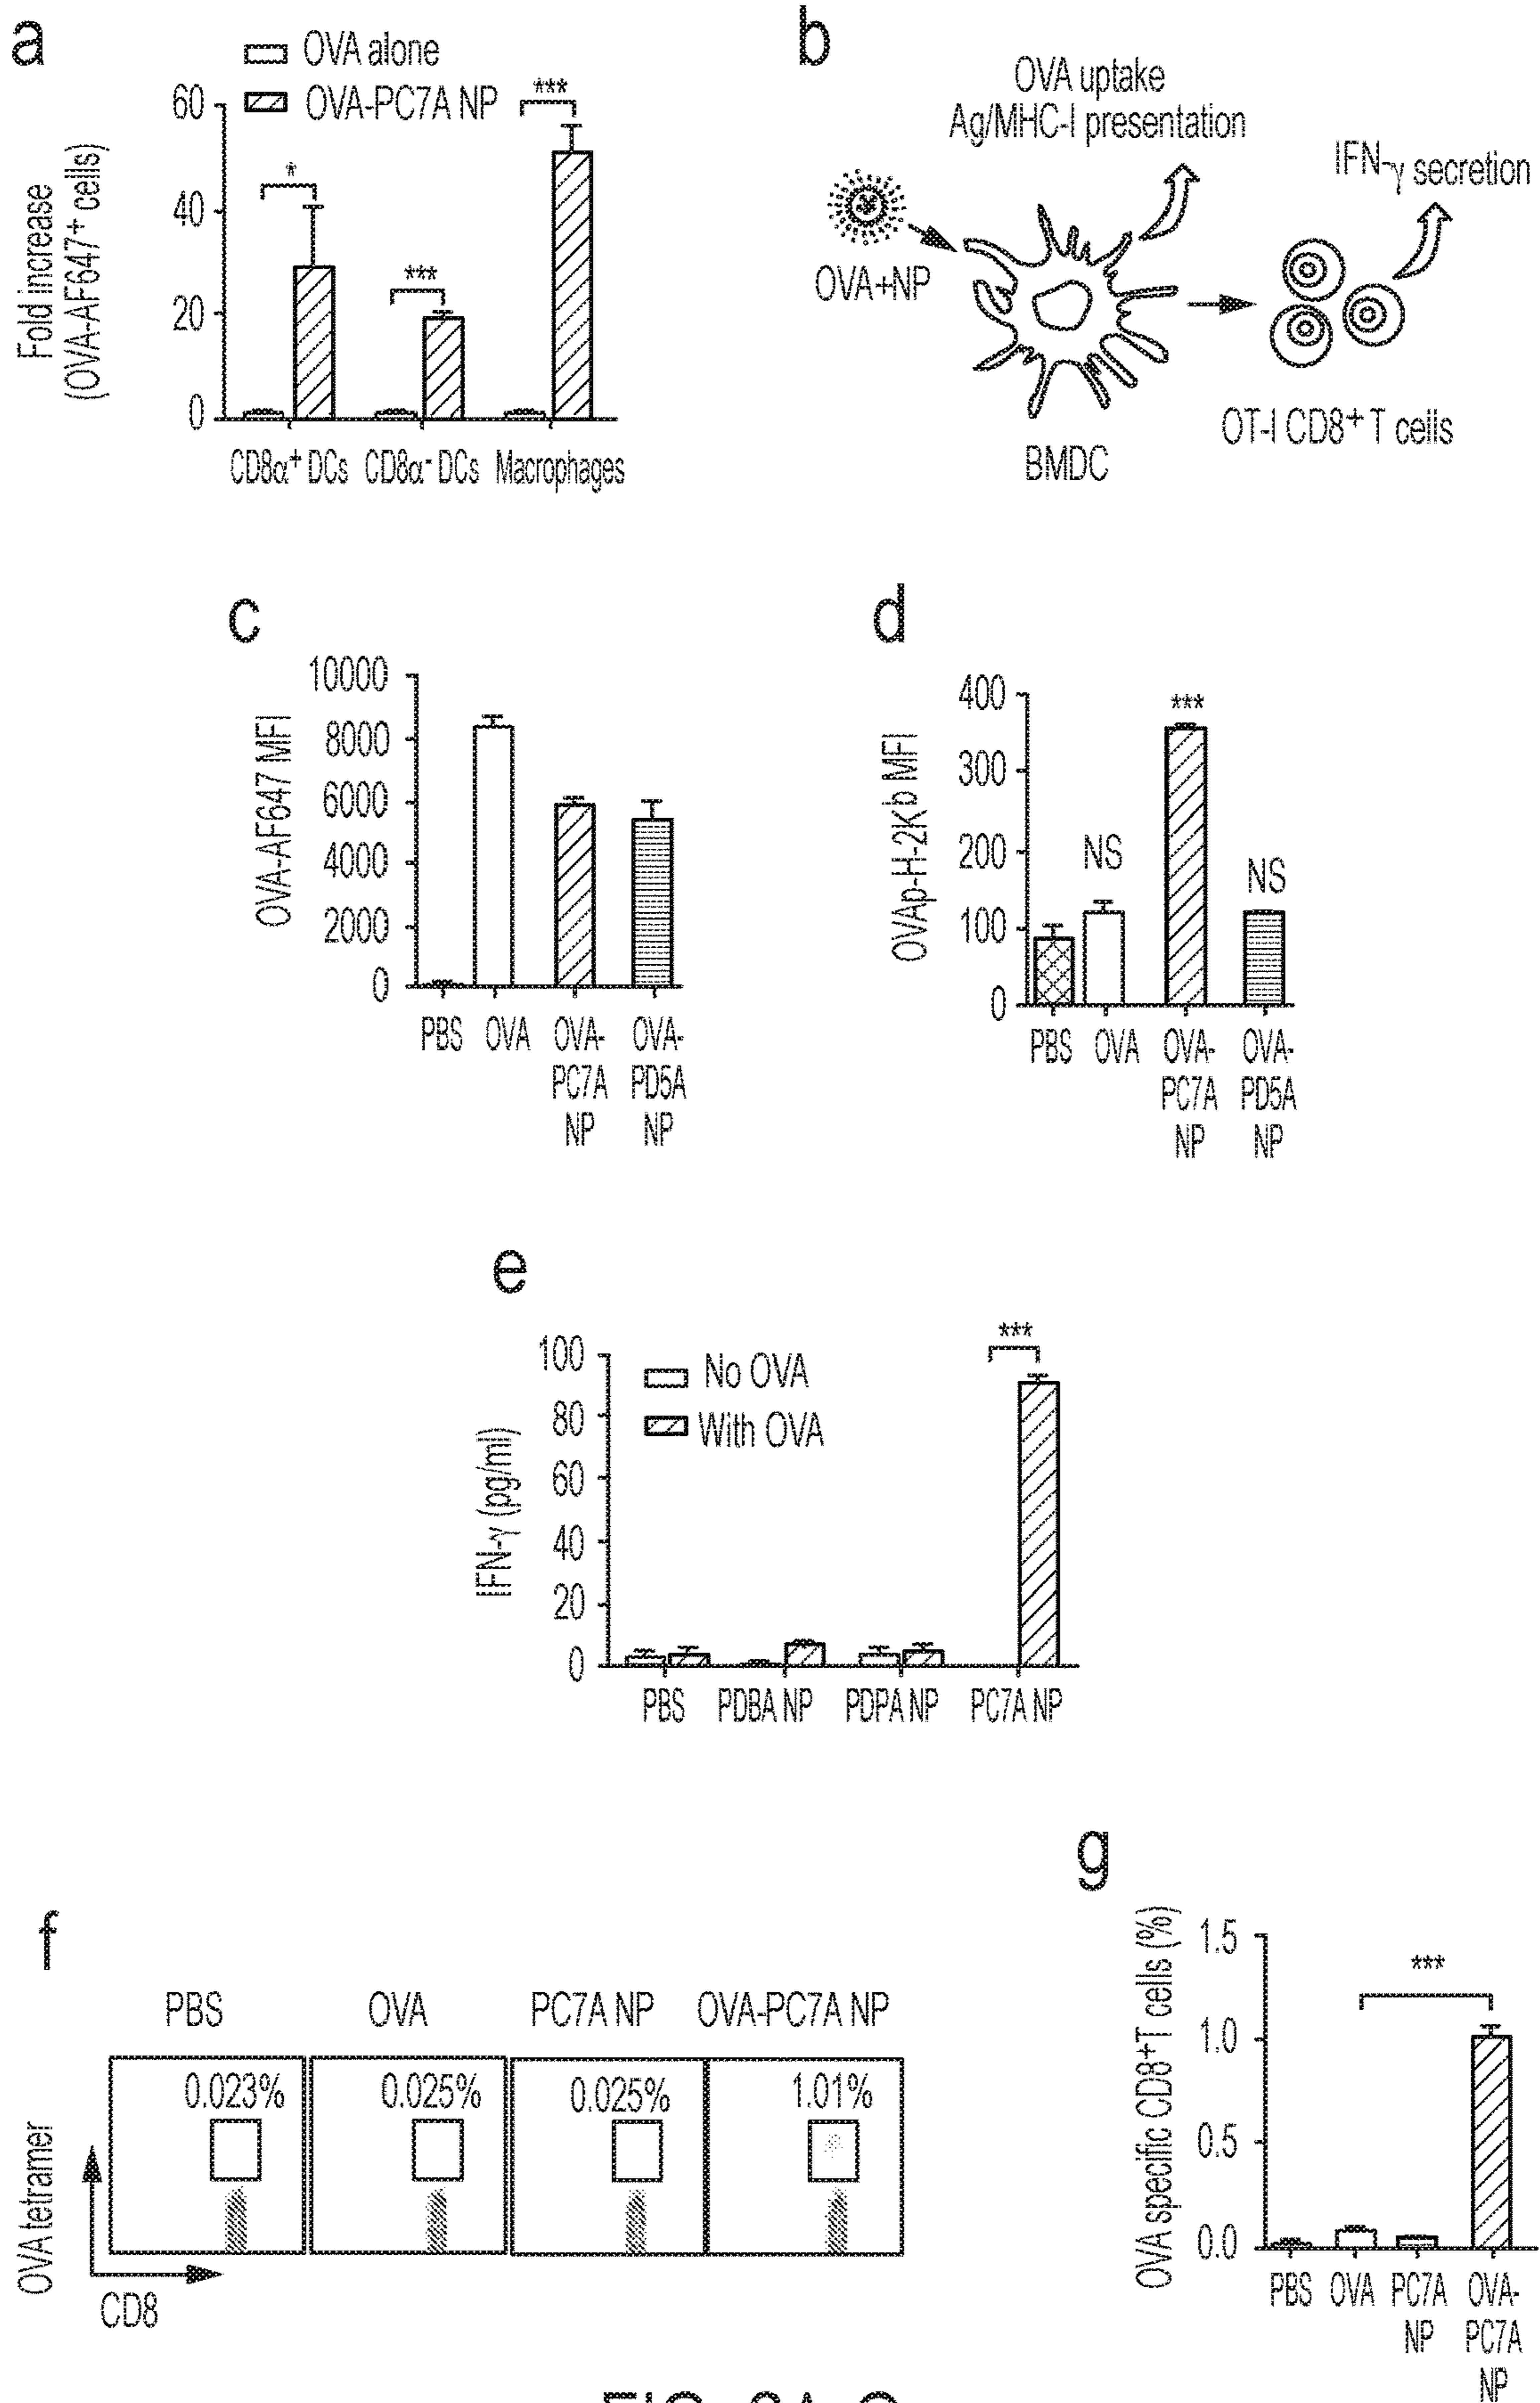 a
OVA alone
OVA-PC7A NP
Fold increase
(OVA-AF647⁺ cells)
60
40
20
0
*
***
***
CD8α⁺ DCs
CD8α⁻ DCs
Macrophages
b
OVA uptake
Ag/MHC-I presentation
IFN-γ secretion
OVA+NP
BMDC
OT-I CD8⁺ T cells
c
OVA-AF647 MFI
10000
8000
6000
4000
2000
0
PBS
OVA
OVA-
PC7A
NP
OVA-
PD5A
NP
d
OVAp-H-2Kᵇ MFI
400
300
200
100
0
NS
***
NS
PBS
OVA
OVA-
PC7A
NP
OVA-
PD5A
NP
e
IFN-γ (pg/ml)
100
80
60
40
20
0
No OVA
With OVA
***
PBS
PDBA NP
PDPA NP
PC7A NP
f
PBS
OVA
PC7A NP
OVA-PC7A NP
0.023%
0.025%
0.025%
1.01%
OVA tetramer
CD8
g
OVA specific CD8⁺T cells (%)
1.5
1.0
0.5
0.0
***
PBS
OVA
PC7A
NP
OVA-
PC7A
NP